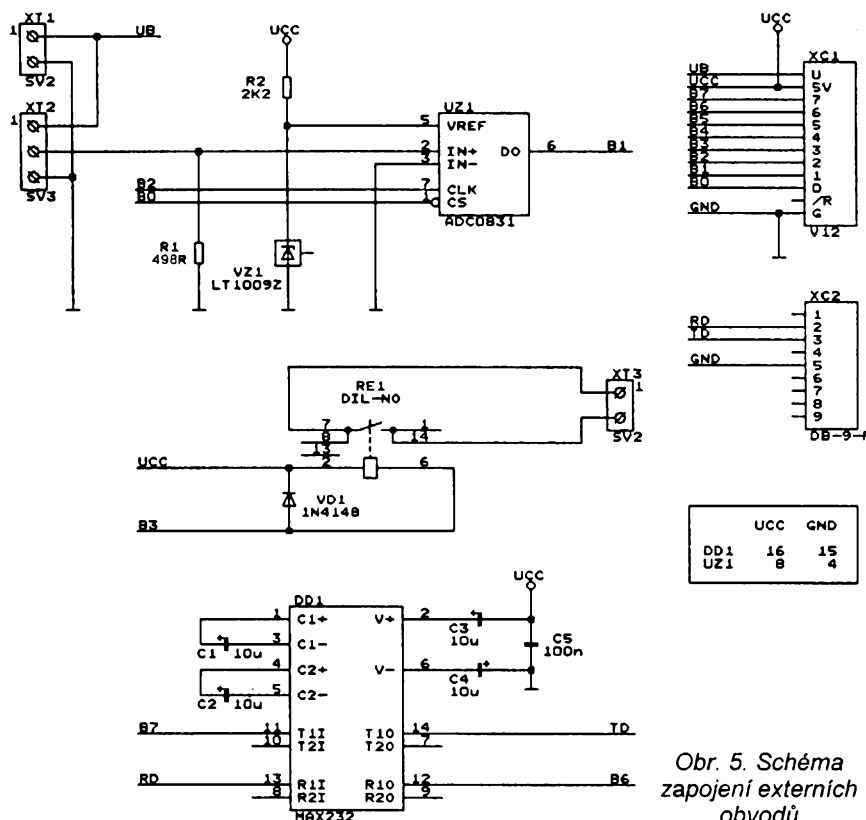 XT1
1
UB
SV2
XT2
1
SV3
UCC
R2
2K2
UZ1
5 VREF
2 IN+
3 IN-
7 CLK
1 CS
DO 6
B1
ADC0831
B2
B0
R1
498R
VZ1
LT1009Z
UCC
XC1
UB U
UCC 5V
B7 7
B6 6
B5 5
B4 4
B3 3
B2 2
B1 1
B0 0
/R
GND G
V12
XC2
1
RD 2
TD 3
4
GND 5
6
7
8
9
DB-9-F
RE1
DIL-NO
7
8
13
2
1
14
6
XT3
1
SV2
UCC
VD1
1N4148
B3
UCC GND
DD1 16 15
UZ1 8 4
DD1
1 C1+
3 C1-
4 C2+
5 C2-
C1 10u
C2 10u
V+ 2
V- 6
C3
10u
C4
10u
UCC
C5
100n
B7 11 T1I
10 T2I
T1O 14 TD
T2O 7
RD 13 R1I
8 R2I
R1O 12 B6
R2O 9
MAX232
Obr. 5. Schéma
zapojení externích
obvodů